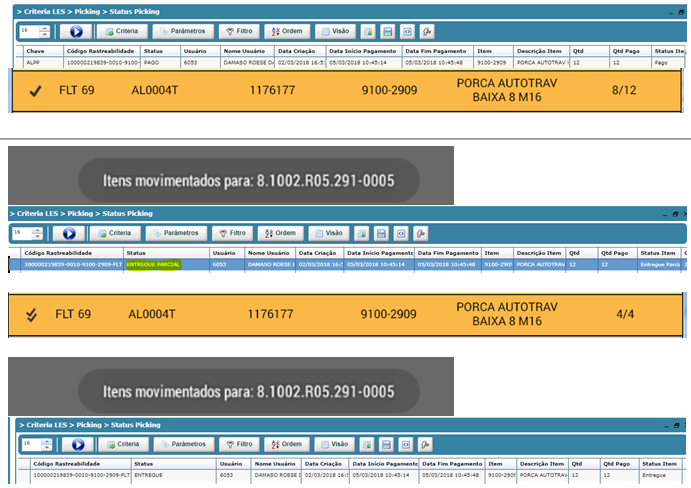 > Criteria LES > Picking > Status Picking
16 Criteria Parámetros Filtro Ordem Visão
Chave Código Rastreabilidade Status Usuário Nome Usuário Data Criação Data Início Pagamento Data Fim Pagamento Item Descrição Item Qtd Qtd Pago Status Ite
ALPP 100000219839-0010-9100- PAGO 6053 DAMASO ROESE D 02/03/2018 16:5 05/03/2018 10:45:14 05/03/2018 10:45:48 9100-2909 PORCA AUTOTRAV 12 12 Pago
FLT 69 AL0004T 1176177 9100-2909 PORCA AUTOTRAV 8/12
BAIXA 8 M16
Itens movimentados para: 8.1002.R05.291-0005
> Criteria LES > Picking > Status Picking
16 Criteria Parámetros Filtro Ordem Visão
Código Rastreabilidade Status Usuário Nome Usuário Data Criação Data Início Pagamento Data Fim Pagamento Item Descrição Item Qtd Qtd Pago Status Item
100000219839-0010-9100-2909-FLT ENTREGUE PARCIAL 6053 DAMASO ROESE 02/03/2018 16: 05/03/2018 10:45:14 05/03/2018 10:45:48 9100-290 PORCA AUTOTRAV 12 12 Entregue Parci
FLT 69 AL0004T 1176177 9100-2909 PORCA AUTOTRAV 4/4
BAIXA 8 M16
Itens movimentados para: 8.1002.R05.291-0005
> Criteria LES > Picking > Status Picking
16 Criteria Parámetros Filtro Ordem Visão
Código Rastreabilidade Status Usuário Nome Usuário Data Criação Data Início Pagamento Data Fim Pagamento Item Descrição Item Qtd Qtd Pago Status Item
100000219839-0010-9100-2909-FLT ENTREGUE 6053 DAMASO ROESE 02/03/2018 16: 05/03/2018 10:45:14 05/03/2018 10:45:48 9100-290 PORCA AUTOTRAV 12 12 Entregue